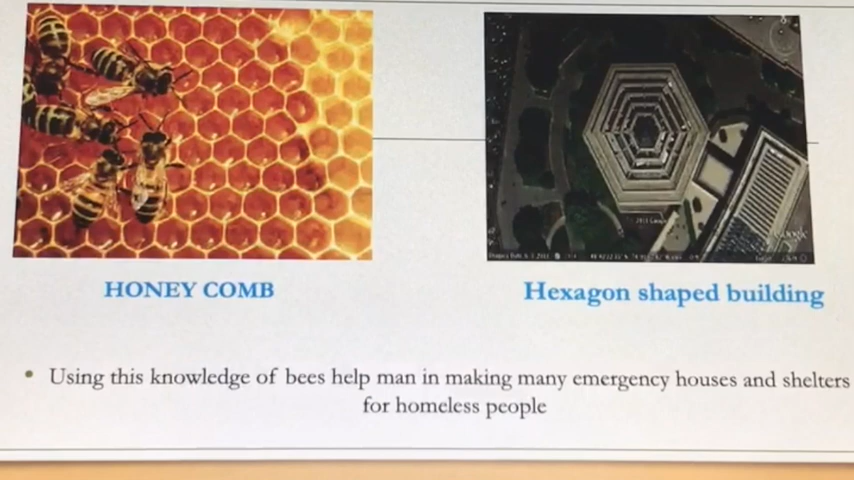 HONEY COMB
Hexagon shaped building
• Using this knowledge of bees help man in making many emergency houses and shelters
for homeless people